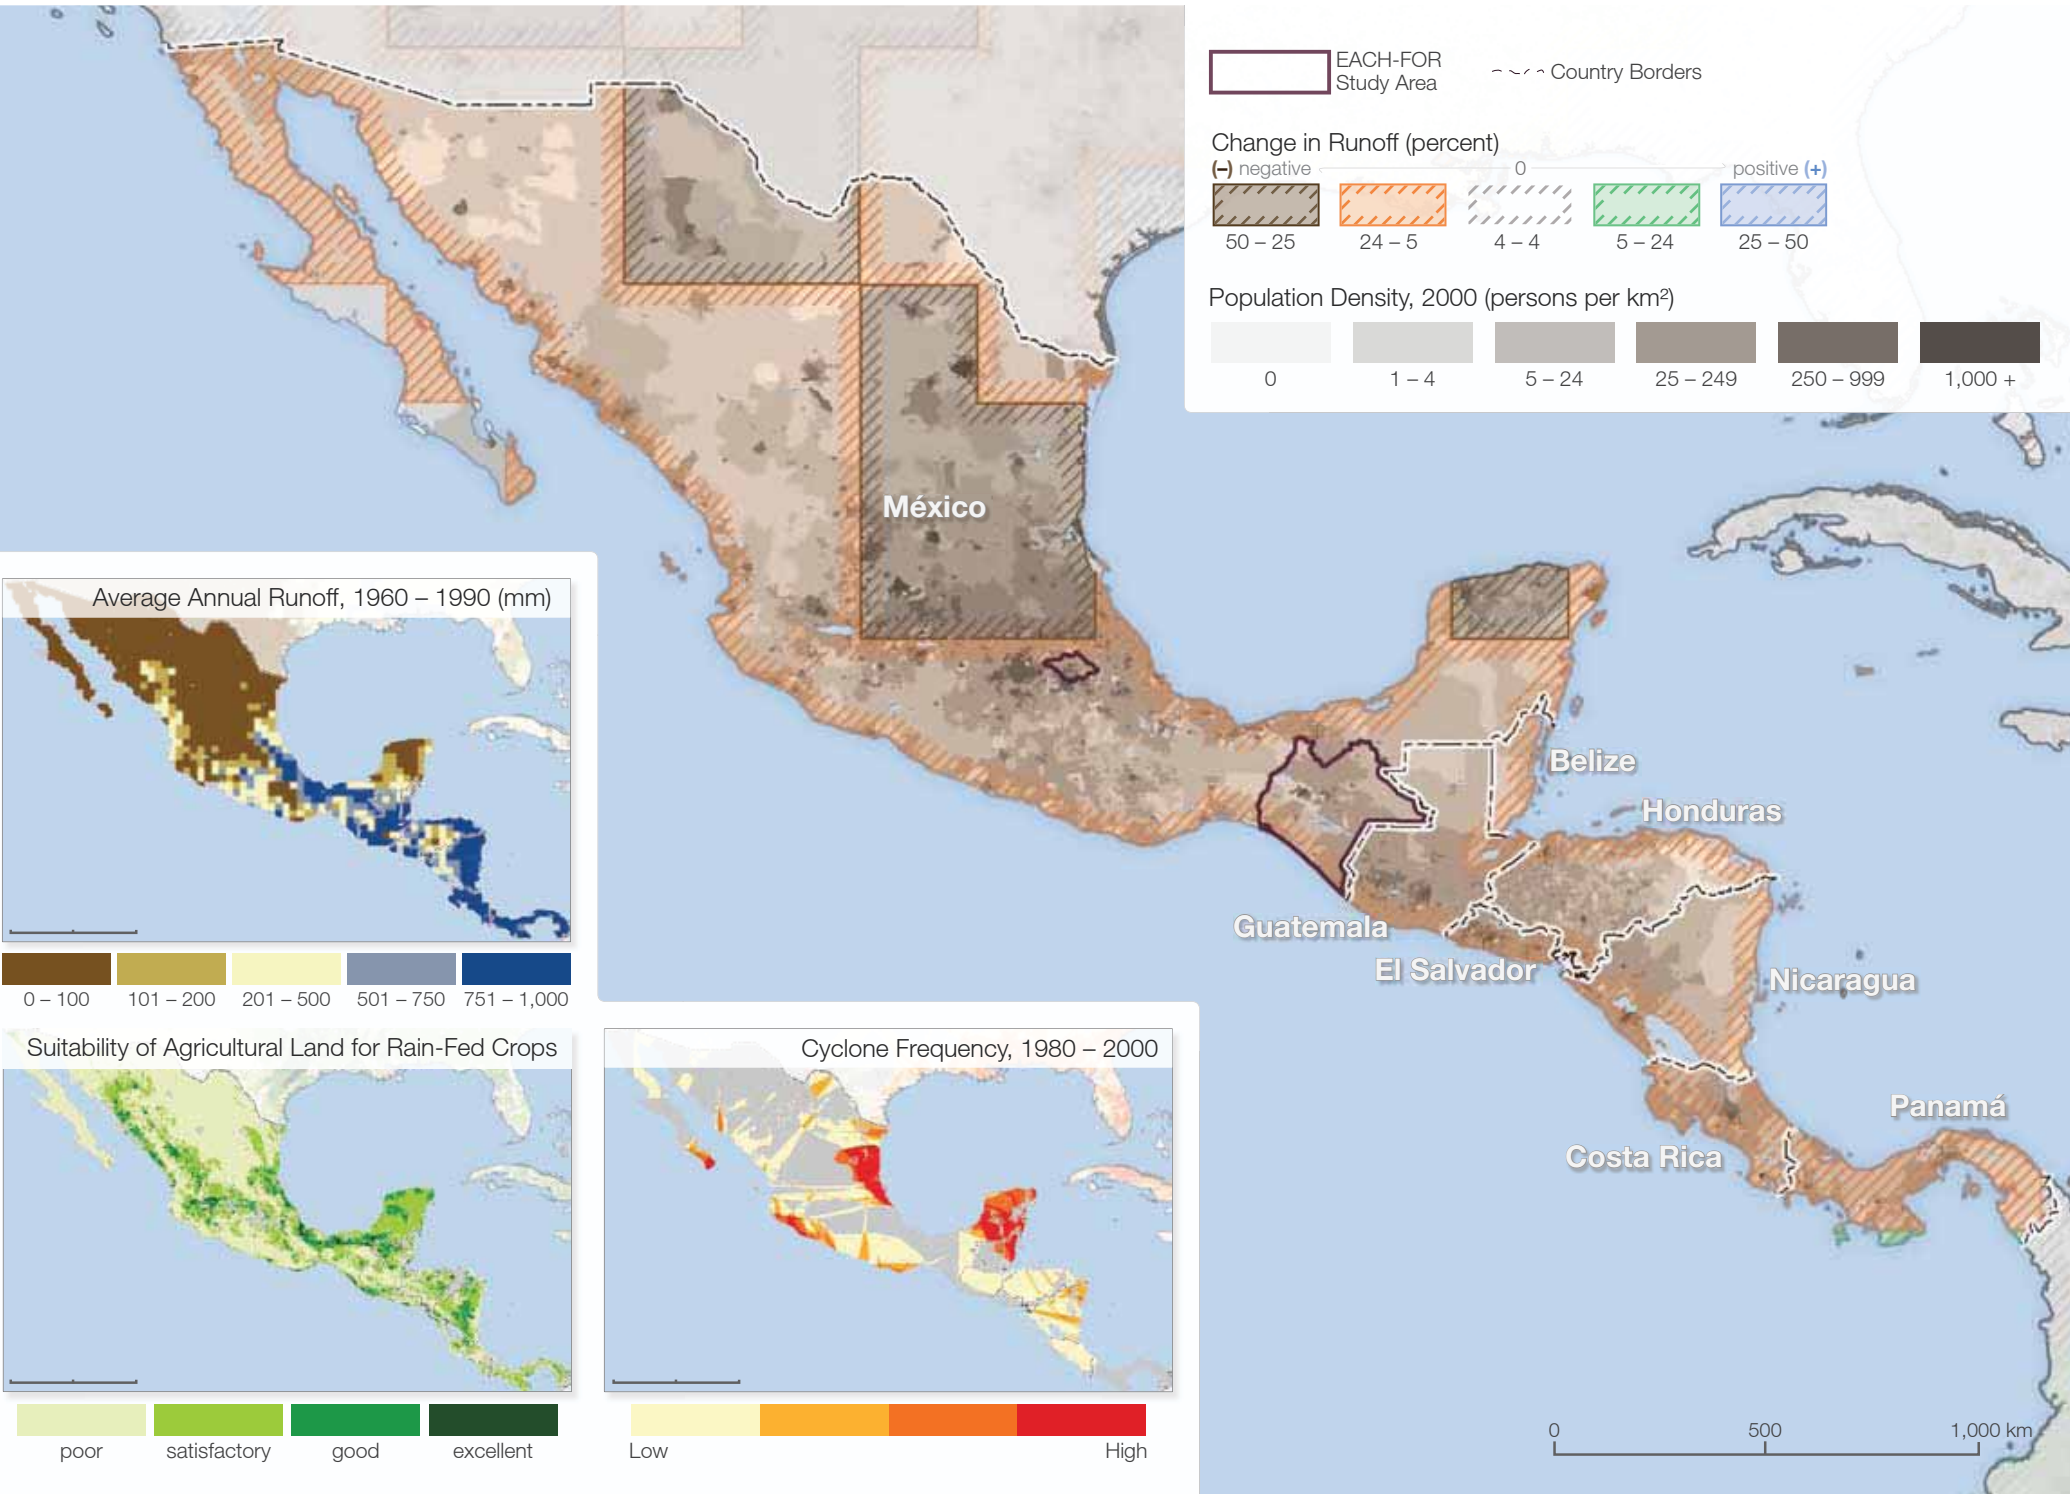 EACH-FOR
Study Area
Country Borders
Change in Runoff (percent)
(–) negative 0 positive (+)
50 – 25 24 – 5 4 – 4 5 – 24 25 – 50
Population Density, 2000 (persons per km²)
0 1 – 4 5 – 24 25 – 249 250 – 999 1,000 +
México
Belize
Honduras
Guatemala
El Salvador
Nicaragua
Panamá
Costa Rica
Average Annual Runoff, 1960 – 1990 (mm)
0 – 100 101 – 200 201 – 500 501 – 750 751 – 1,000
Suitability of Agricultural Land for Rain-Fed Crops
poor satisfactory good excellent
Cyclone Frequency, 1980 – 2000
Low High
0 500 1,000 km